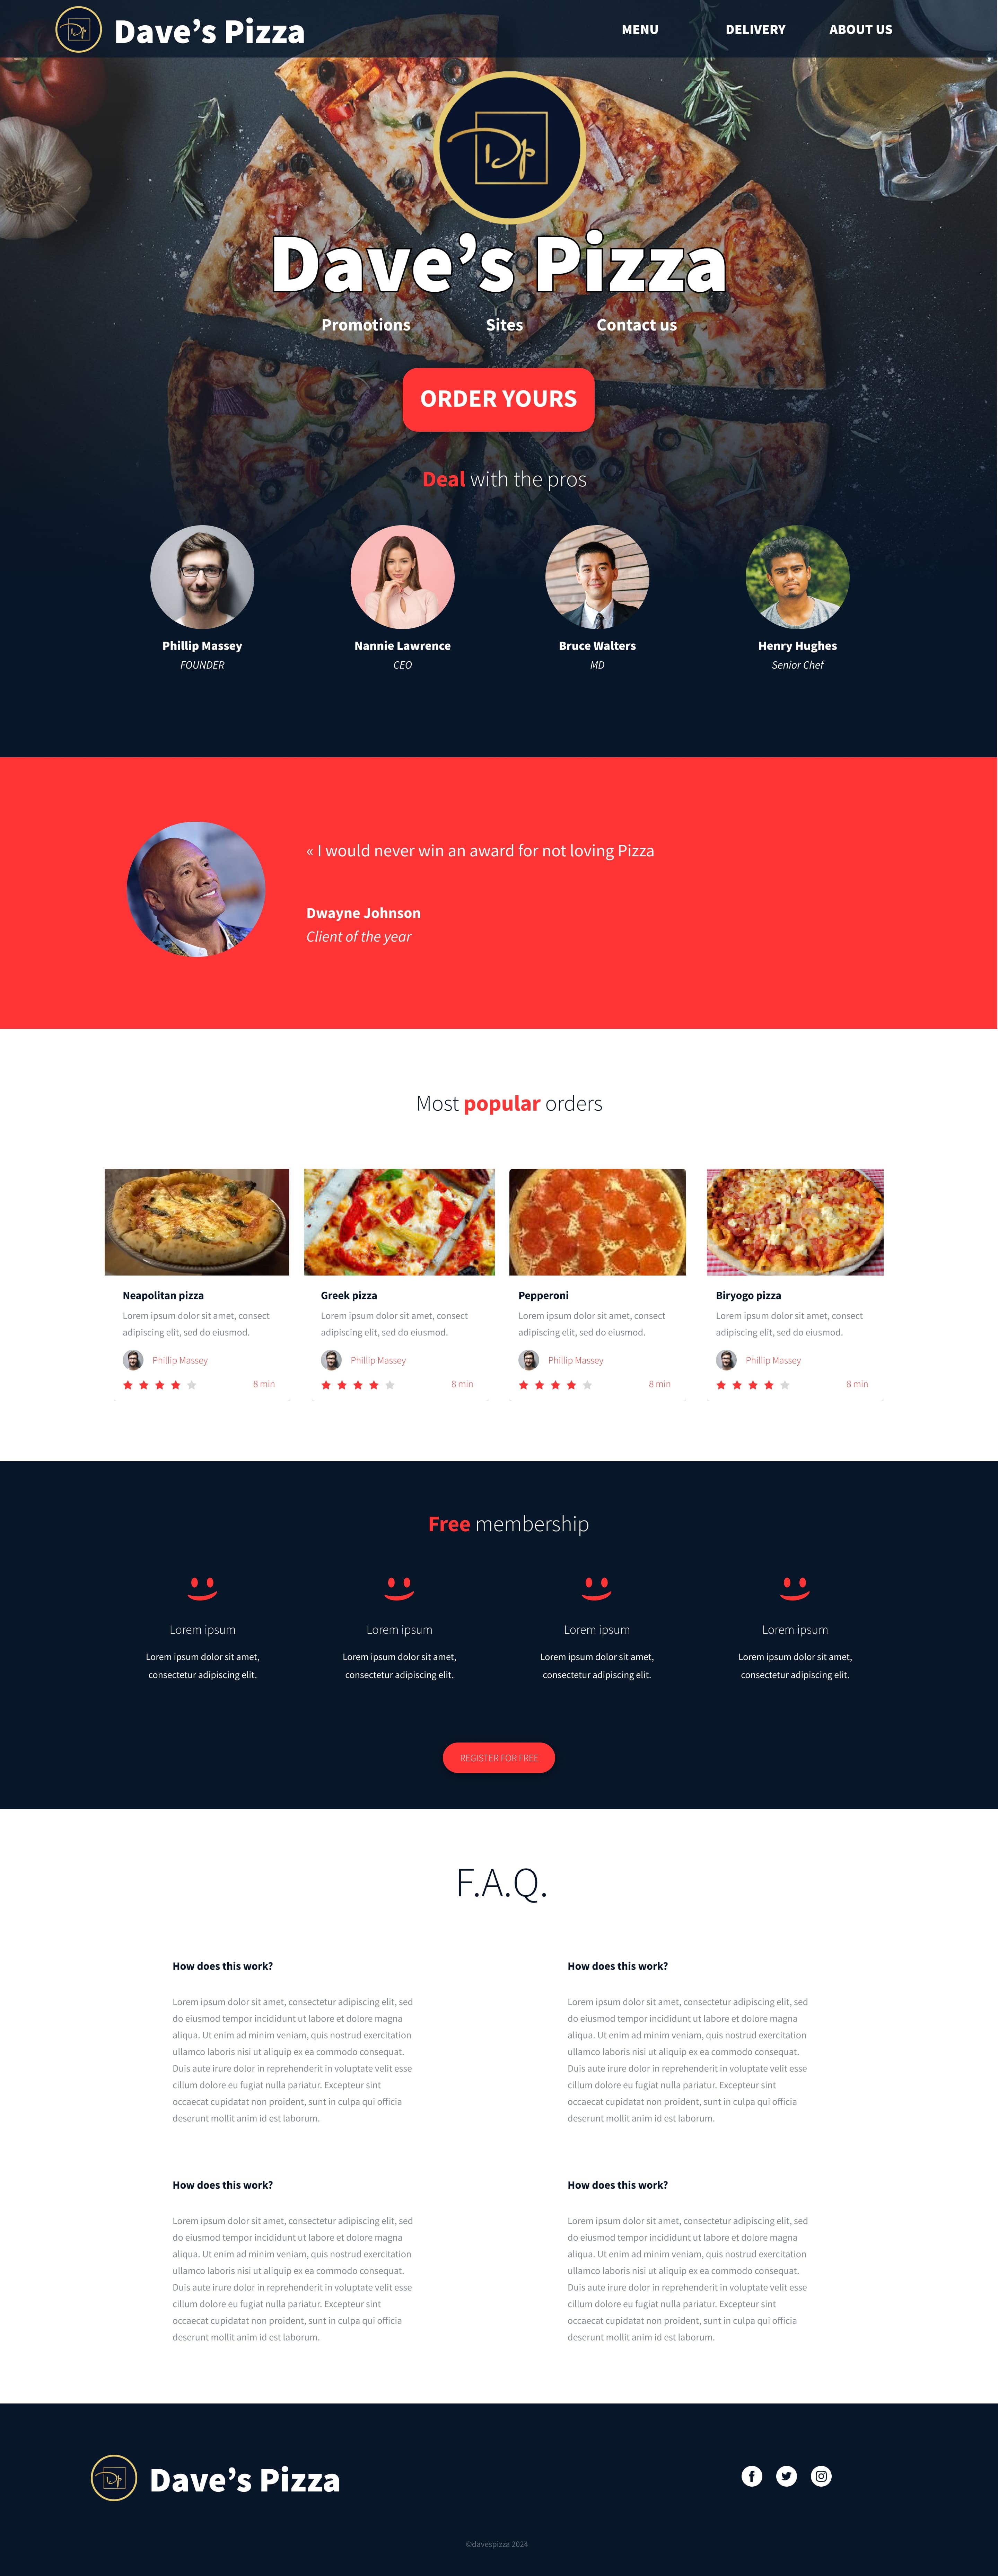 Dp
Dave's Pizza
MENU
DELIVERY
ABOUT US
Dp
Dave's Pizza
Promotions
Sites
Contact us
ORDER YOURS
Deal with the pros
Phillip Massey
FOUNDER
Nannie Lawrence
CEO
Bruce Walters
MD
Henry Hughes
Senior Chef
« I would never win an award for not loving Pizza
Dwayne Johnson
Client of the year
Most popular orders
Neapolitan pizza
Lorem ipsum dolor sit amet, consect
adipiscing elit, sed do eiusmod.
Phillip Massey
8 min
Greek pizza
Lorem ipsum dolor sit amet, consect
adipiscing elit, sed do eiusmod.
Phillip Massey
8 min
Pepperoni
Lorem ipsum dolor sit amet, consect
adipiscing elit, sed do eiusmod.
Phillip Massey
8 min
Biryogo pizza
Lorem ipsum dolor sit amet, consect
adipiscing elit, sed do eiusmod.
Phillip Massey
8 min
Free membership
Lorem ipsum
Lorem ipsum dolor sit amet,
consectetur adipiscing elit.
Lorem ipsum
Lorem ipsum dolor sit amet,
consectetur adipiscing elit.
Lorem ipsum
Lorem ipsum dolor sit amet,
consectetur adipiscing elit.
Lorem ipsum
Lorem ipsum dolor sit amet,
consectetur adipiscing elit.
REGISTER FOR FREE
F.A.Q.
How does this work?
Lorem ipsum dolor sit amet, consectetur adipiscing elit, sed
do eiusmod tempor incididunt ut labore et dolore magna
aliqua. Ut enim ad minim veniam, quis nostrud exercitation
ullamco laboris nisi ut aliquip ex ea commodo consequat.
Duis aute irure dolor in reprehenderit in voluptate velit esse
cillum dolore eu fugiat nulla pariatur. Excepteur sint
occaecat cupidatat non proident, sunt in culpa qui officia
deserunt mollit anim id est laborum.
How does this work?
Lorem ipsum dolor sit amet, consectetur adipiscing elit, sed
do eiusmod tempor incididunt ut labore et dolore magna
aliqua. Ut enim ad minim veniam, quis nostrud exercitation
ullamco laboris nisi ut aliquip ex ea commodo consequat.
Duis aute irure dolor in reprehenderit in voluptate velit esse
cillum dolore eu fugiat nulla pariatur. Excepteur sint
occaecat cupidatat non proident, sunt in culpa qui officia
deserunt mollit anim id est laborum.
How does this work?
Lorem ipsum dolor sit amet, consectetur adipiscing elit, sed
do eiusmod tempor incididunt ut labore et dolore magna
aliqua. Ut enim ad minim veniam, quis nostrud exercitation
ullamco laboris nisi ut aliquip ex ea commodo consequat.
Duis aute irure dolor in reprehenderit in voluptate velit esse
cillum dolore eu fugiat nulla pariatur. Excepteur sint
occaecat cupidatat non proident, sunt in culpa qui officia
deserunt mollit anim id est laborum.
How does this work?
Lorem ipsum dolor sit amet, consectetur adipiscing elit, sed
do eiusmod tempor incididunt ut labore et dolore magna
aliqua. Ut enim ad minim veniam, quis nostrud exercitation
ullamco laboris nisi ut aliquip ex ea commodo consequat.
Duis aute irure dolor in reprehenderit in voluptate velit esse
cillum dolore eu fugiat nulla pariatur. Excepteur sint
occaecat cupidatat non proident, sunt in culpa qui officia
deserunt mollit anim id est laborum.
Dp
Dave's Pizza
©davespizza 2024